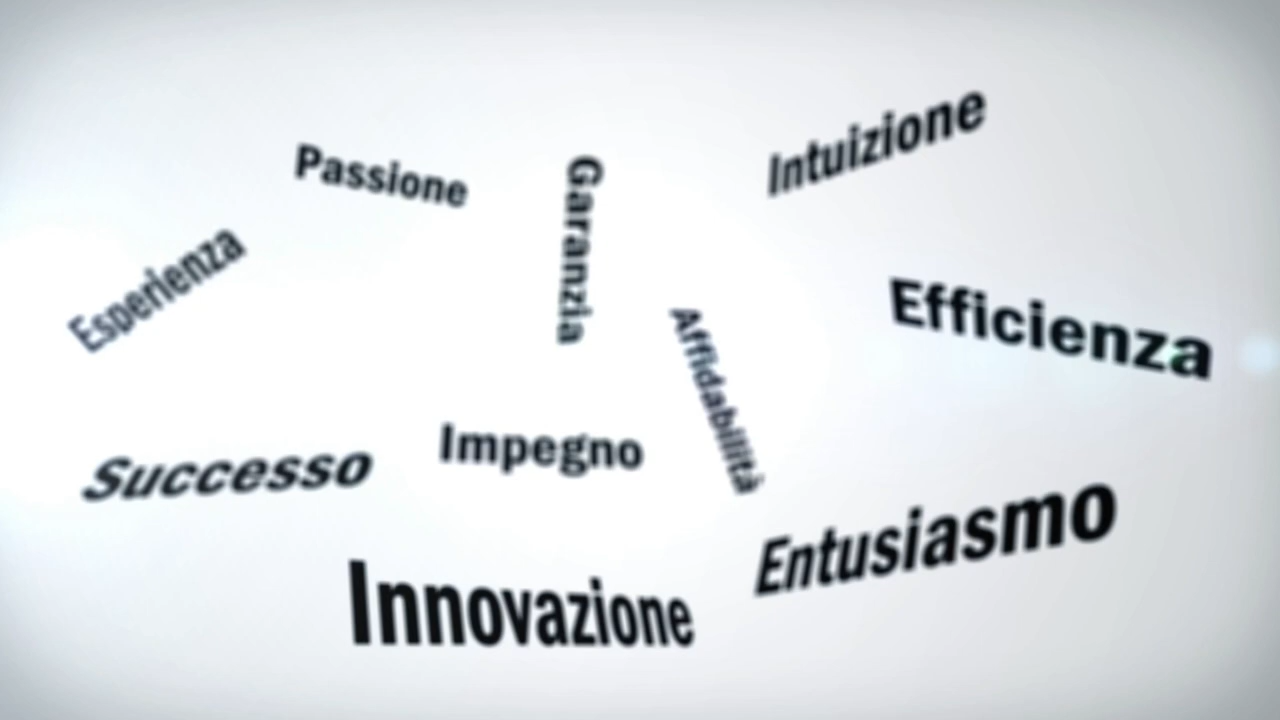 Intuizione
Passione
Garanzia
Esperienza
Efficienza
Affidabilità
Impegno
Successo
Entusiasmo
Innovazione